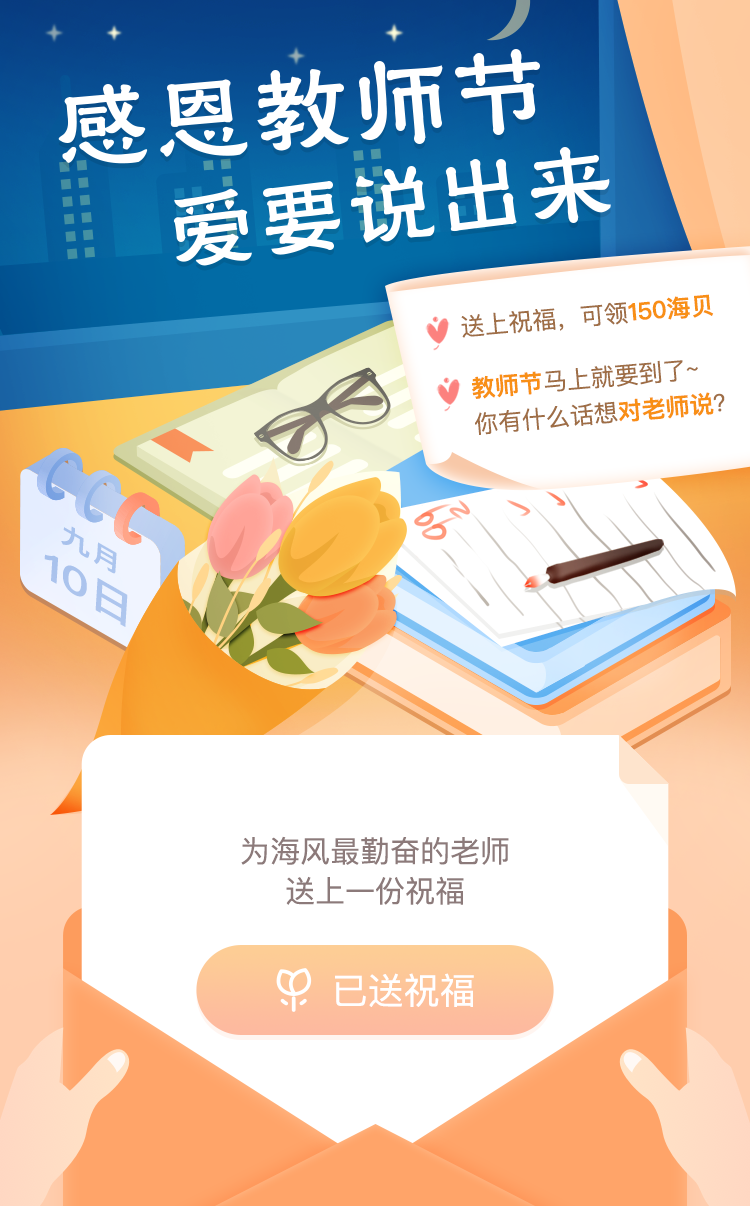 感恩教师节
爱要说出来
送上祝福，可领150海贝
教师节马上就要到了~
你有什么话想对老师说?
九月
10日
为海风最勤奋的老师
送上一份祝福
已送祝福